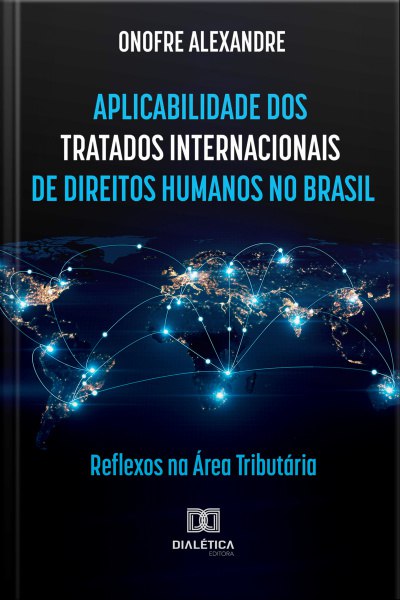 ONOFRE ALEXANDRE
APLICABILIDADE DOS
TRATADOS INTERNACIONAIS
DE DIREITOS HUMANOS NO BRASIL
Reflexos na Área Tributária
DIALÉTICA
EDITORA